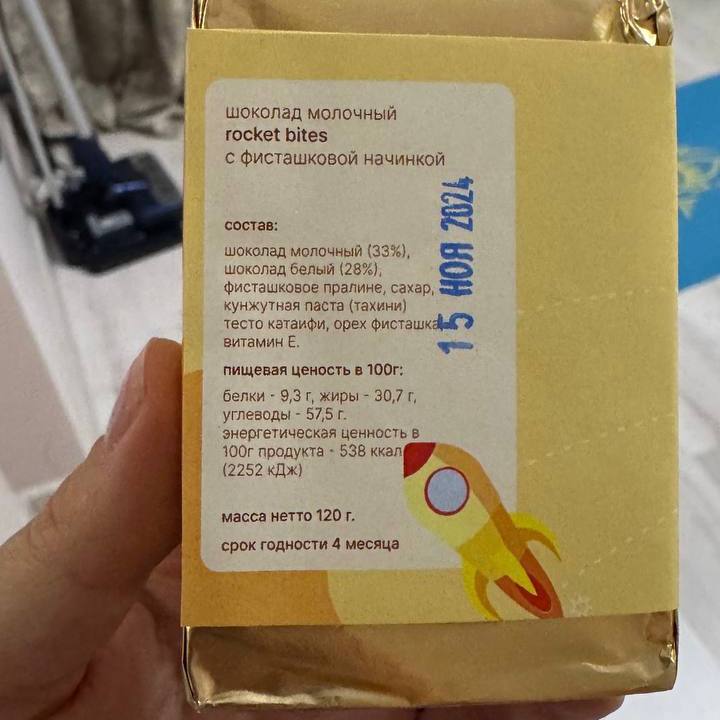 шоколад молочный
rocket bites
с фисташковой начинкой
состав:
шоколад молочный (33%),
шоколад белый (28%),
фисташковое пралине, сахар,
кунжутная паста (тахини)
тесто катаифи, орех фисташка,
витамин Е.
пищевая ценость в 100г:
белки - 9,3 г, жиры - 30,7 г,
углеводы - 57,5 г.
энергетическая ценность в
100г продукта - 538 ккал
(2252 кДж)
масса нетто 120 г.
срок годности 4 месяца
15 НОЯ 2024